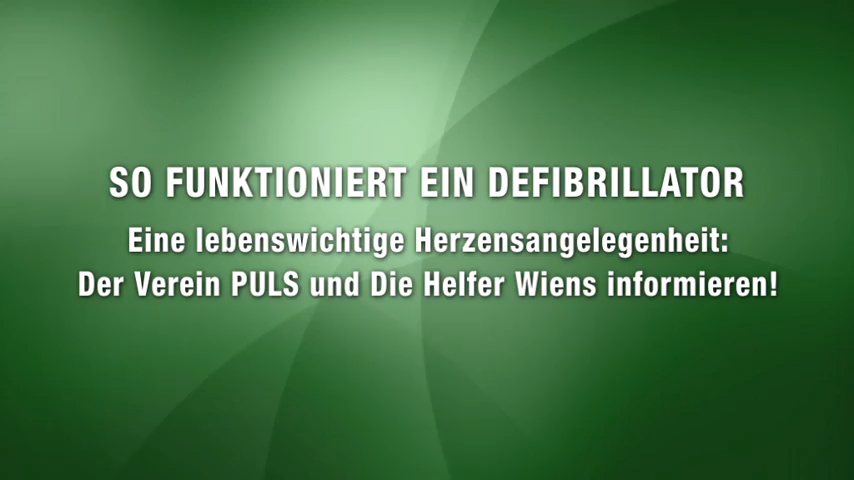 SO FUNKTIONIERT EIN DEFIBRILLATOR
Eine lebenswichtige Herzensangelegenheit:
Der Verein PULS und Die Helfer Wiens informieren!